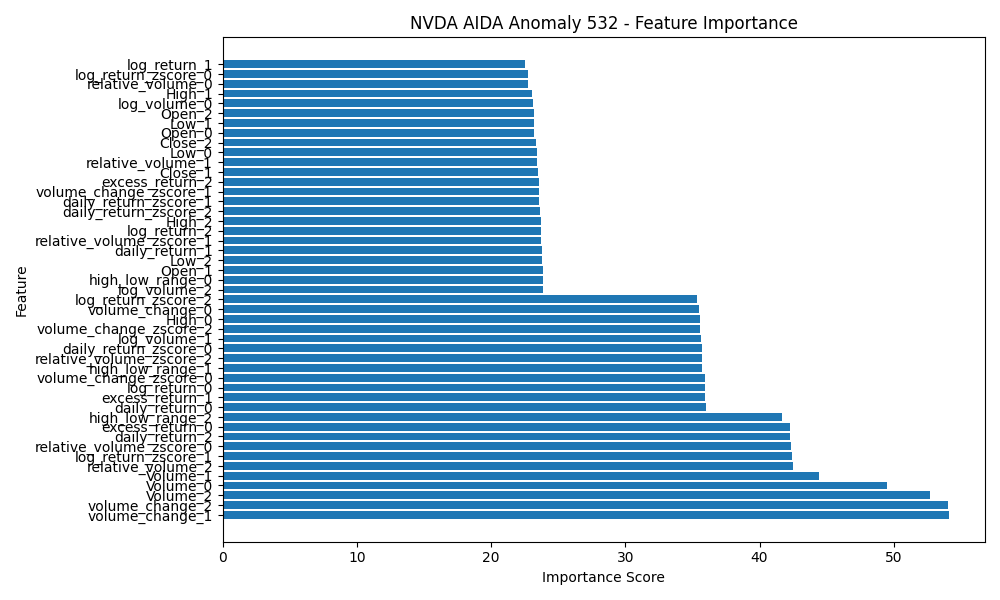 NVDA AIDA Anomaly 532 - Feature Importance
log_return_1
log_return_zscore_0
relative_volume_0
High_1
log_volume_0
Open_2
Low_1
Open_0
Close_2
Low_0
relative_volume_1
Close_1
excess_return_2
volume_change_zscore_1
daily_return_zscore_1
daily_return_zscore_2
High_2
log_return_2
relative_volume_zscore_1
daily_return_1
Low_2
Open_1
high_low_range_0
log_volume_2
log_return_zscore_2
volume_change_0
High_0
volume_change_zscore_2
log_volume_1
daily_return_zscore_0
relative_volume_zscore_2
high_low_range_1
volume_change_zscore_0
log_return_0
excess_return_1
daily_return_0
high_low_range_2
excess_return_0
daily_return_2
relative_volume_zscore_0
log_return_zscore_1
relative_volume_2
Volume_1
Volume_0
Volume_2
volume_change_2
volume_change_1
Feature
0 10 20 30 40 50
Importance Score